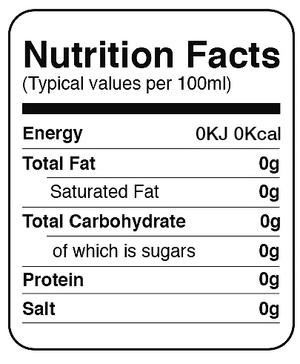 Nutrition Facts
(Typical values per 100ml)
Energy 0KJ 0Kcal
Total Fat 0g
Saturated Fat 0g
Total Carbohydrate 0g
of which is sugars 0g
Protein 0g
Salt 0g